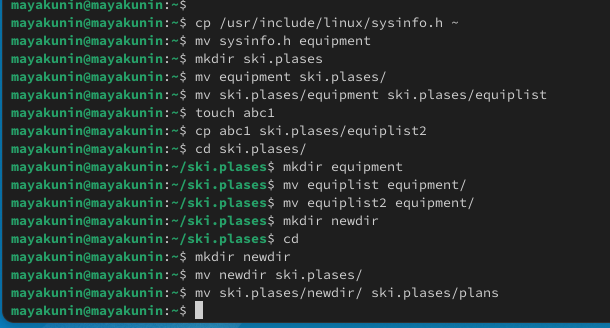 mayakunin@mayakunin:~$
mayakunin@mayakunin:~$ cp /usr/include/linux/sysinfo.h ~
mayakunin@mayakunin:~$ mv sysinfo.h equipment
mayakunin@mayakunin:~$ mkdir ski.plases
mayakunin@mayakunin:~$ mv equipment ski.plases/
mayakunin@mayakunin:~$ mv ski.plases/equipment ski.plases/equiplist
mayakunin@mayakunin:~$ touch abc1
mayakunin@mayakunin:~$ cp abc1 ski.plases/equiplist2
mayakunin@mayakunin:~$ cd ski.plases/
mayakunin@mayakunin:~/ski.plases$ mkdir equipment
mayakunin@mayakunin:~/ski.plases$ mv equiplist equipment/
mayakunin@mayakunin:~/ski.plases$ mv equiplist2 equipment/
mayakunin@mayakunin:~/ski.plases$ mkdir newdir
mayakunin@mayakunin:~/ski.plases$ cd
mayakunin@mayakunin:~$ mkdir newdir
mayakunin@mayakunin:~$ mv newdir ski.plases/
mayakunin@mayakunin:~$ mv ski.plases/newdir/ ski.plases/plans
mayakunin@mayakunin:~$